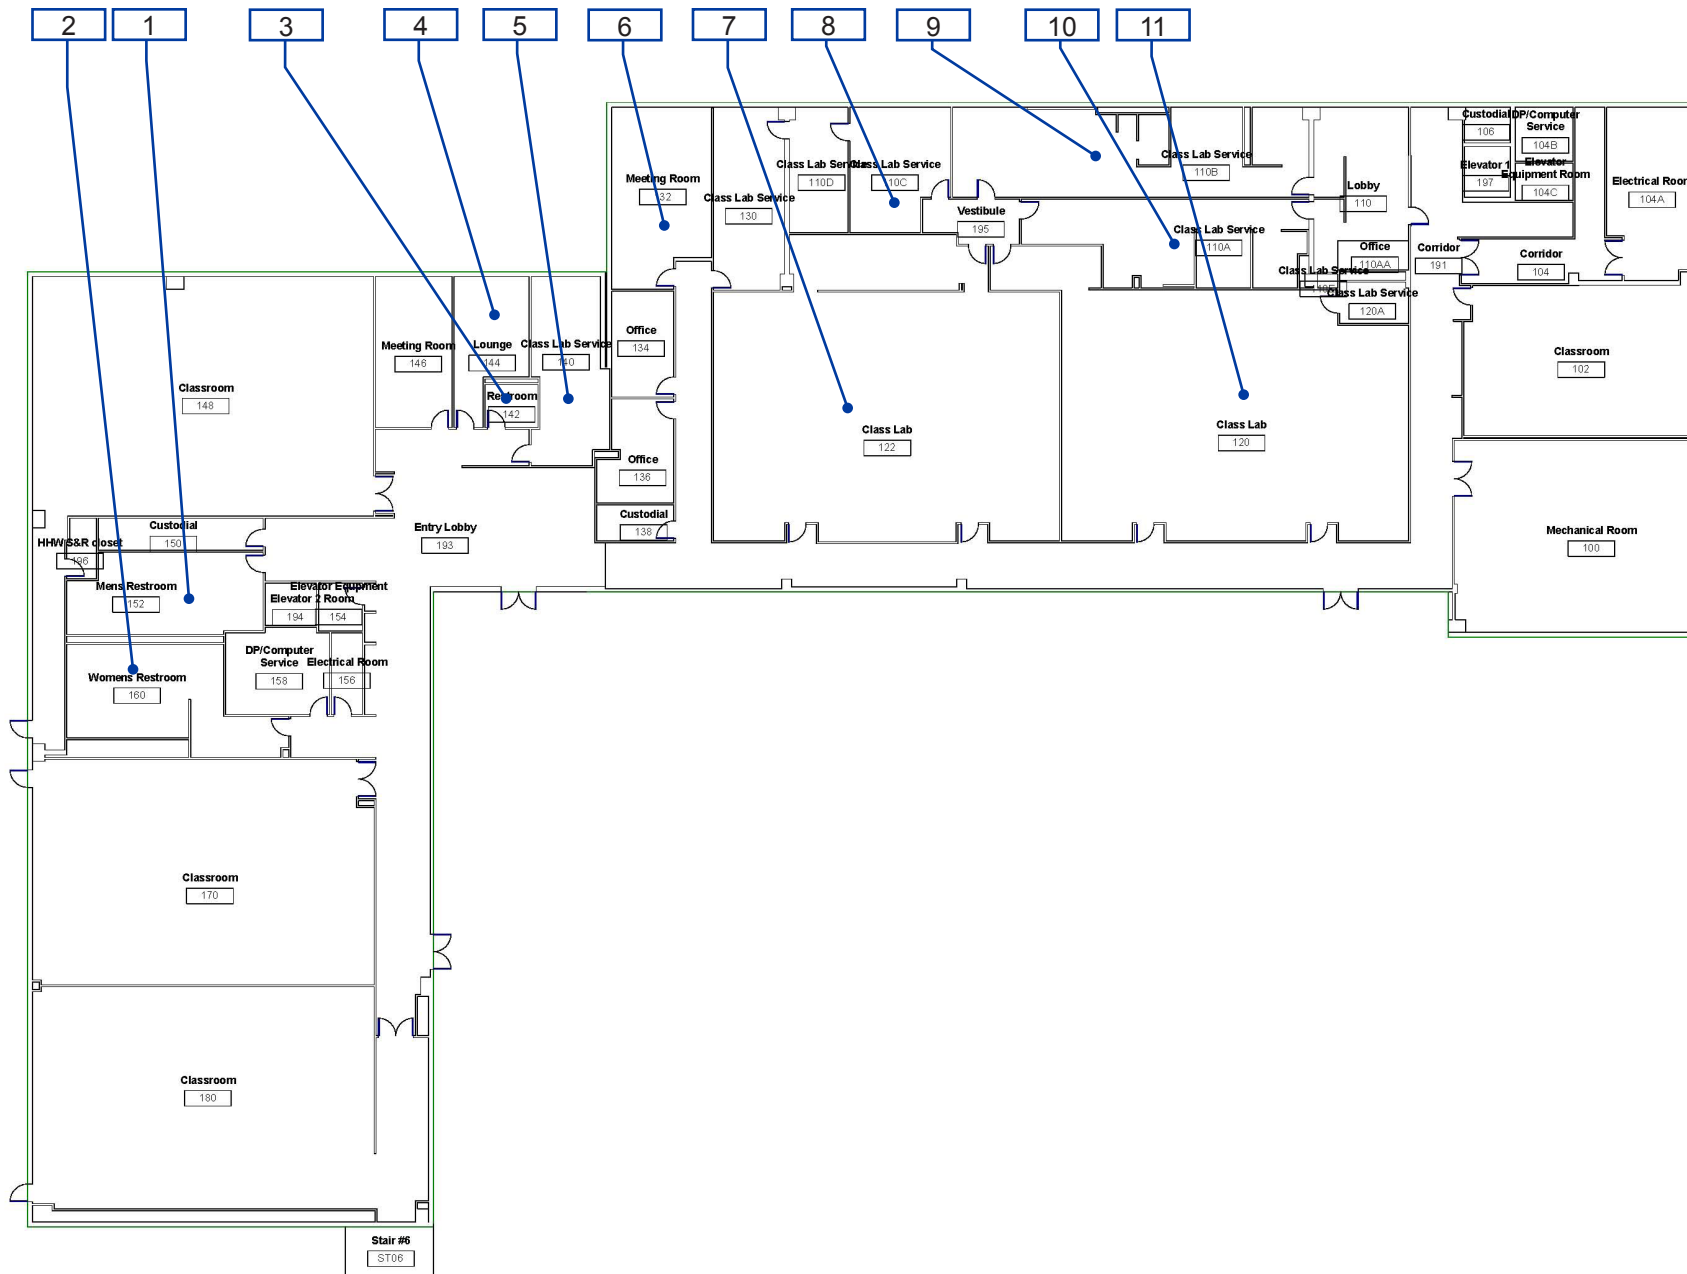 2 1 3 4 5 6 7 8 9 10 11
Custodial
106
DP/Computer
Service
104B
Class Lab Service
110D
Class Lab Service
10C
Class Lab Service
110B
Elevator 1
197
Elevator
Equipment Room
104C
Electrical Room
104A
Meeting Room
132
Class Lab Service
130
Lobby
110
Vestibule
195
Class Lab Service
110A
Office
110AA
Corridor
191
Corridor
104
Class Lab Service
Class Lab Service
120A
Office
134
Meeting Room
146
Lounge
144
Class Lab Service
140
Classroom
102
Classroom
148
Restroom
142
Class Lab
122
Class Lab
120
Office
136
Custodial
138
Custodial
150
Entry Lobby
193
Mechanical Room
100
HHW S&R closet
196
Mens Restroom
152
Elevator Equipment
Room
154
Elevator 2
194
DP/Computer
Service
158
Electrical Room
156
Womens Restroom
160
Classroom
170
Classroom
180
Stair #6
ST06